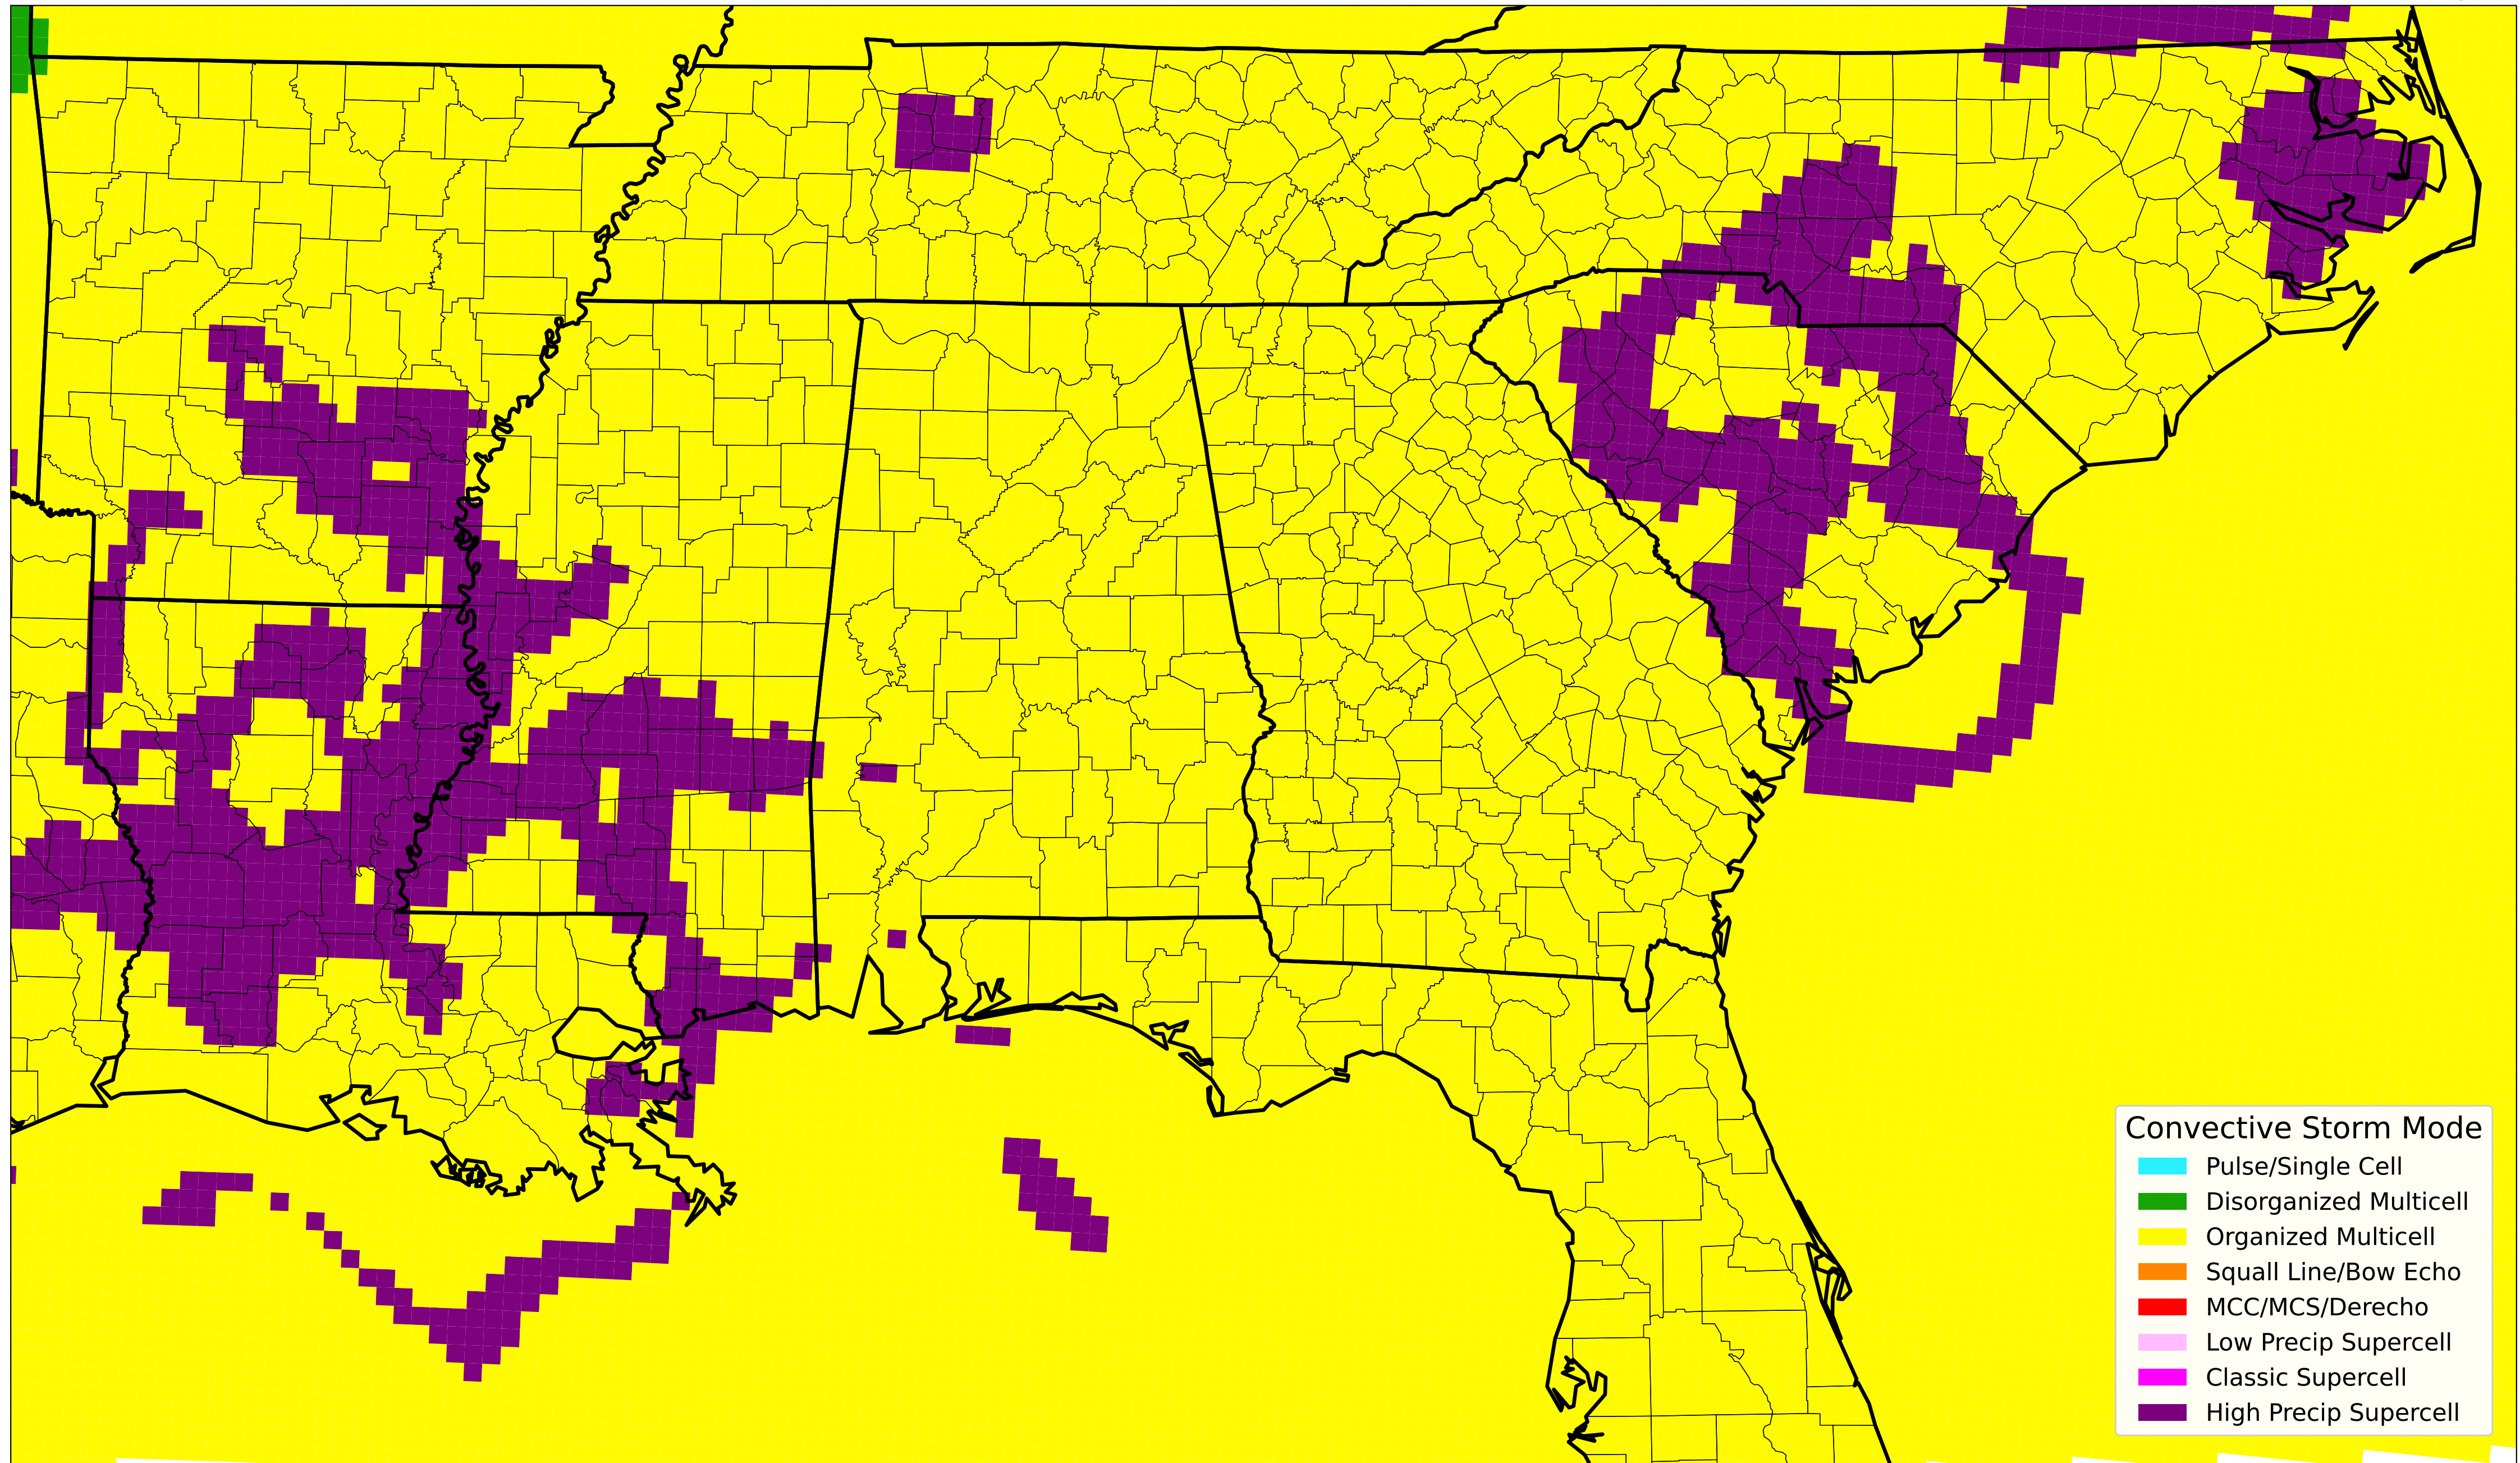 Convective Storm Mode
Pulse/Single Cell
Disorganized Multicell
Organized Multicell
Squall Line/Bow Echo
MCC/MCS/Derecho
Low Precip Supercell
Classic Supercell
High Precip Supercell